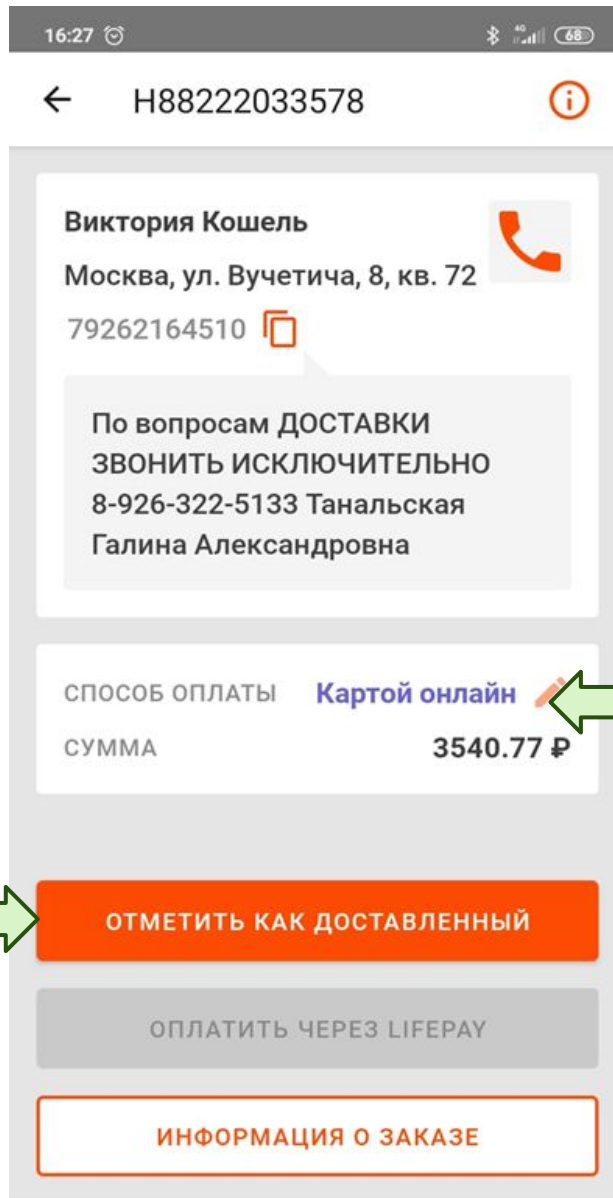 16:27
4G
68
H88222033578
Виктория Кошель
Москва, ул. Вучетича, 8, кв. 72
79262164510
По вопросам ДОСТАВКИ
ЗВОНИТЬ ИСКЛЮЧИТЕЛЬНО
8-926-322-5133 Танальская
Галина Александровна
СПОСОБ ОПЛАТЫ Картой онлайн
СУММА 3540.77 ₽
ОТМЕТИТЬ КАК ДОСТАВЛЕННЫЙ
ОПЛАТИТЬ ЧЕРЕЗ LIFEPAY
ИНФОРМАЦИЯ О ЗАКАЗЕ